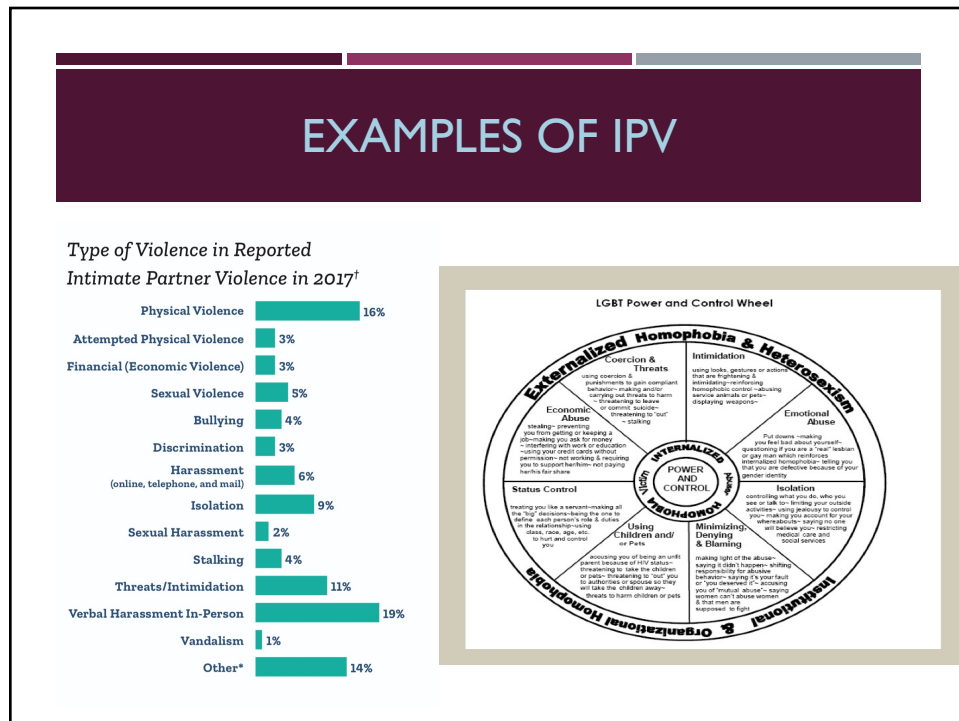 EXAMPLES OF IPV
Type of Violence in Reported
Intimate Partner Violence in 2017†
Physical Violence 16%
Attempted Physical Violence 3%
Financial (Economic Violence) 3%
Sexual Violence 5%
Bullying 4%
Discrimination 3%
Harassment
(online, telephone, and mail) 6%
Isolation 9%
Sexual Harassment 2%
Stalking 4%
Threats/Intimidation 11%
Verbal Harassment In-Person 19%
Vandalism 1%
Other* 14%
LGBT Power and Control Wheel
Externalized Homophobia & Heterosexism
Coercion &
Threats
using coercion &
punishments to gain compliant
behavior~ making and/or
carrying out threats to harm
~ threatening to leave
or commit suicide~
threatening to "out"
~ stalking
Intimidation
using looks, gestures or actions
that are frightening &
intimidating~reinforcing
homophobic control ~abusing
service animals or pets~
displaying weapons~
Economic
Abuse
stealing~ preventing
you from getting or keeping a
job~making you ask for money
~ interfering with work or education
~using your credit cards without
permission~ not working & requiring
you to support her/him~ not paying
her/his fair share
Emotional
Abuse
Put downs ~making
you feel bad about yourself~
questioning if you are a "real" lesbian
or gay man which reinforces
internalized homophobia~ telling you
that you are defective because of your
gender identity
Status Control
treating you like a servant~making all
the "big" decisions~being the one to
define each person's role & duties
in the relationship~using
class, race, age, etc.
to hurt and control
you
Isolation
controlling what you do, who you
see or talk to~ limiting your outside
activities~ using jealousy to control
you~ making you account for your
whereabouts~ saying no one
will believe you~ restricting
medical care and
social services
Using
Children and/
or Pets
accusing you of being an unfit
parent because of HIV status~
threatening to take the children
or pets~ threatening to "out" you
to authorities or spouse so they
will take the children away~
threats to harm children or pets
Minimizing,
Denying
& Blaming
making light of the abuse~
saying it didn't happen~ shifting
responsibility for abusive
behavior~ saying it's your fault
or "you deserved it"~ accusing
you of "mutual abuse"~ saying
women can't abuse women
& that men are
supposed to fight
INTERNALIZED
HOMOPHOBIA
Victim
Abuser
POWER
AND
CONTROL
Institutional & Organizational Homophobia